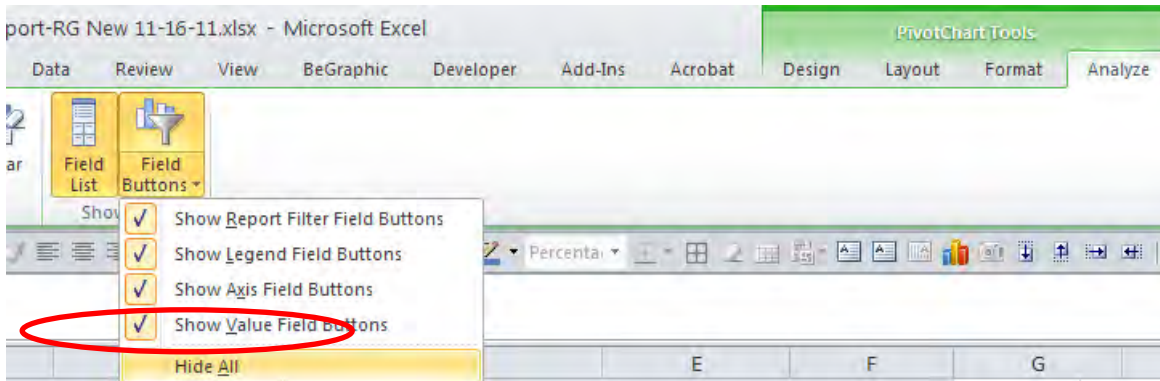 port-RG New 11-16-11.xlsx - Microsoft Excel
PivotChart Tools
Data Review View BeGraphic Developer Add-Ins Acrobat Design Layout Format Analyze
ar Field List Field Buttons
Sho
Show Report Filter Field Buttons
Show Legend Field Buttons
Percenta
Show Axis Field Buttons
Show Value Field Buttons
Hide All
E F G